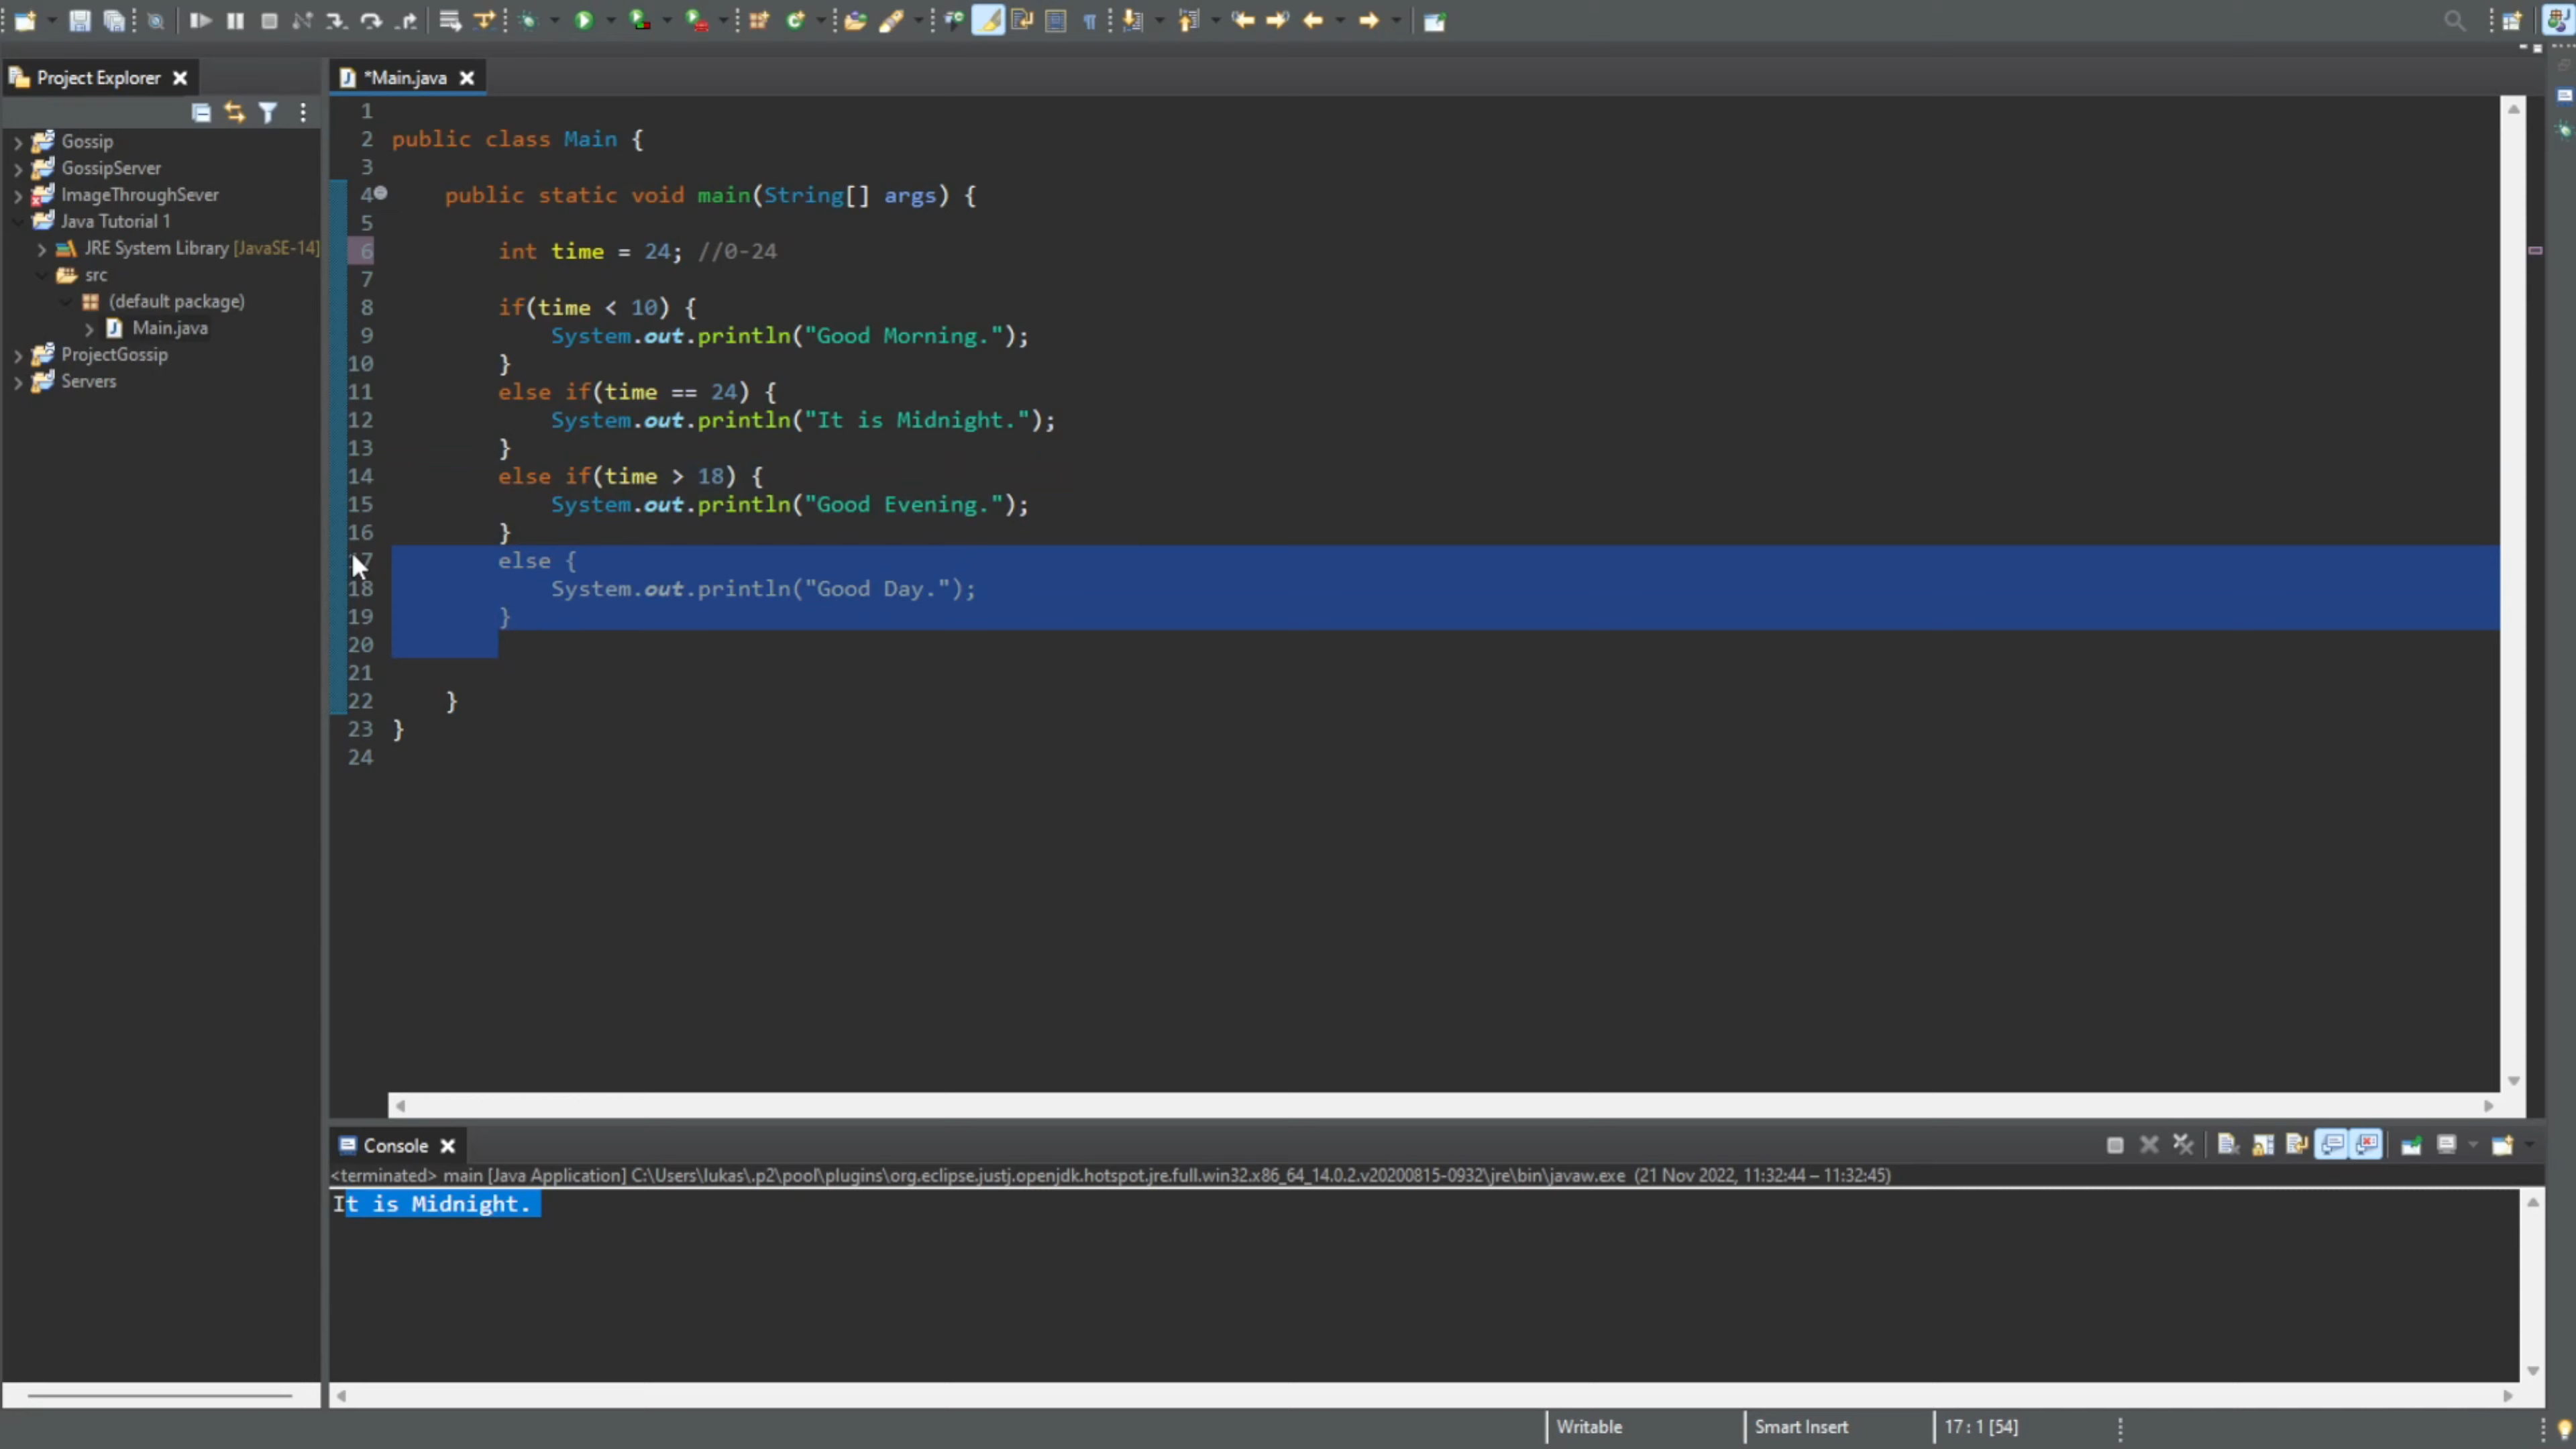 Project Explorer
*Main.java
Gossip
GossipServer
ImageThroughSever
Java Tutorial 1
JRE System Library [JavaSE-14]
src
(default package)
Main.java
ProjectGossip
Servers
1
2 public class Main {
3
4 public static void main(String[] args) {
5
6 int time = 24; //0-24
7
8 if(time < 10) {
9 System.out.println("Good Morning.");
10 }
11 else if(time == 24) {
12 System.out.println("It is Midnight.");
13 }
14 else if(time > 18) {
15 System.out.println("Good Evening.");
16 }
17 else {
18 System.out.println("Good Day.");
19 }
20
21
22 }
23 }
24
Console
<terminated> main [Java Application] C:\Users\lukas\.p2\pool\plugins\org.eclipse.justj.openjdk.hotspot.jre.full.win32.x86_64_14.0.2.v20200815-0932\jre\bin\javaw.exe (21 Nov 2022, 11:32:44 – 11:32:45)
It is Midnight.
Writable
Smart Insert
17 : 1 [54]